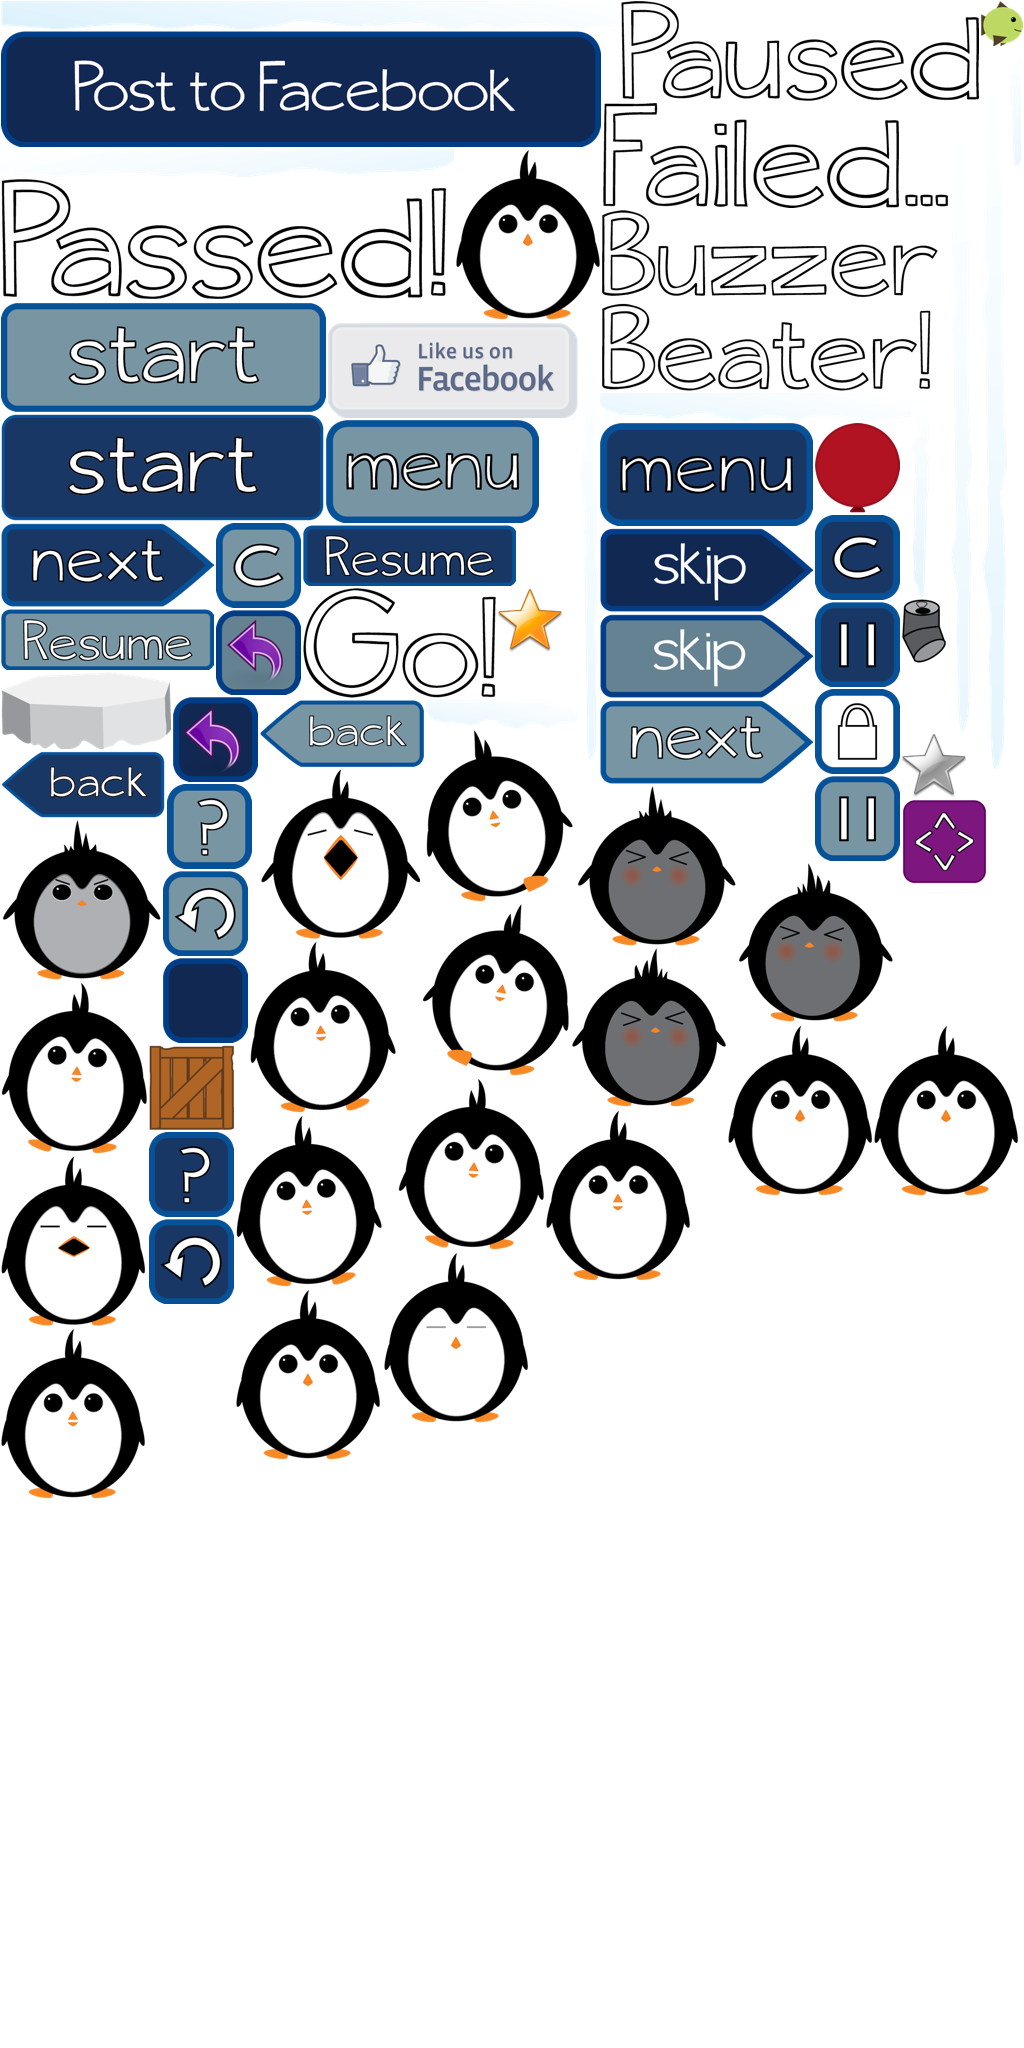 Post to Facebook
Paused
Failed...
Passed!
Buzzer
Beater!
start
Like us on
Facebook
start
menu
menu
next
C
Resume
skip
C
Resume
Go!
skip
back
next
back
?
?